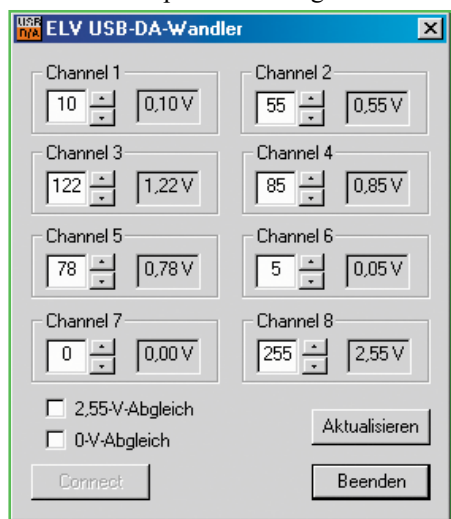 USB
D/A
ELV USB-DA-Wandler
Channel 1
10
0,10 V
Channel 2
55
0,55 V
Channel 3
122
1,22 V
Channel 4
85
0,85 V
Channel 5
78
0,78 V
Channel 6
5
0,05 V
Channel 7
0
0,00 V
Channel 8
255
2,55 V
2,55-V-Abgleich
0-V-Abgleich
Aktualisieren
Connect
Beenden